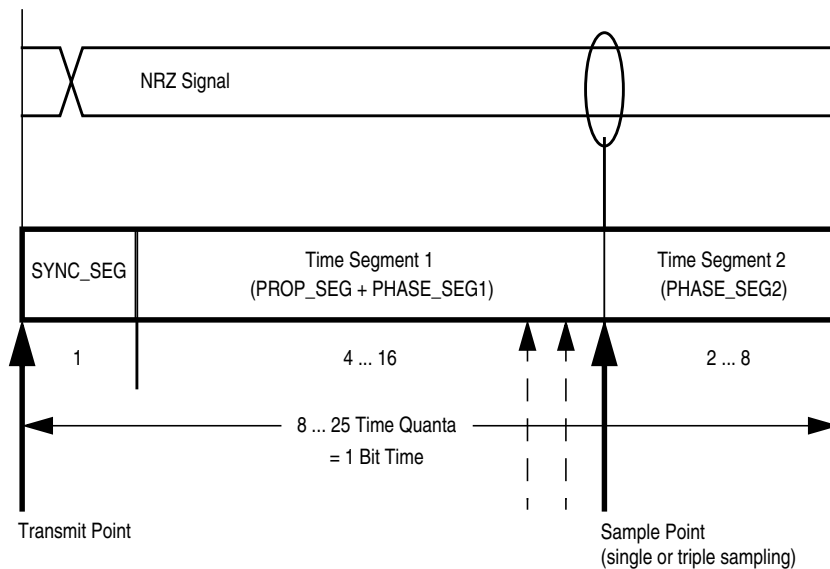 NRZ Signal
SYNC_SEG
Time Segment 1
(PROP_SEG + PHASE_SEG1)
Time Segment 2
(PHASE_SEG2)
1
4 ... 16
2 ... 8
8 ... 25 Time Quanta
= 1 Bit Time
Transmit Point
Sample Point
(single or triple sampling)